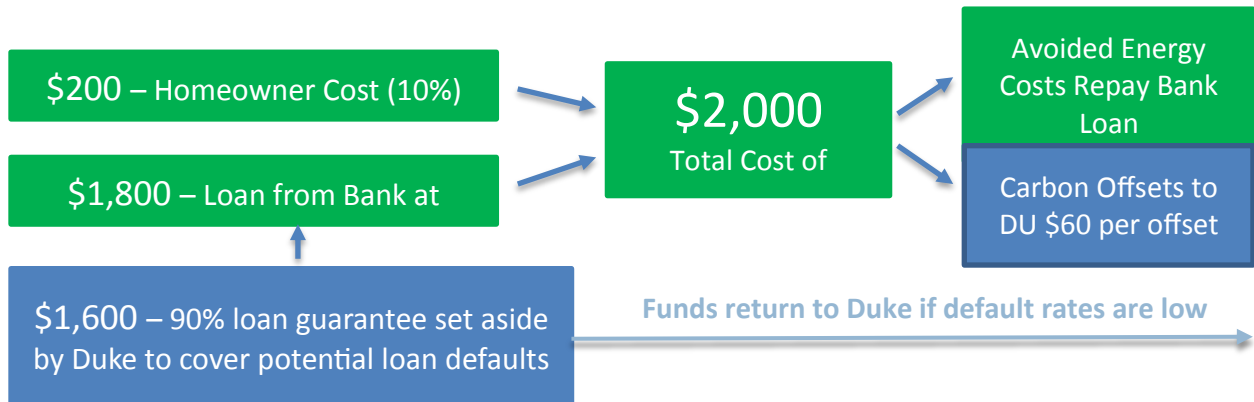 $200 – Homeowner Cost (10%)
$1,800 – Loan from Bank at
$1,600 – 90% loan guarantee set aside
by Duke to cover potential loan defaults
$2,000
Total Cost of
Avoided Energy
Costs Repay Bank
Loan
Carbon Offsets to
DU $60 per offset
Funds return to Duke if default rates are low